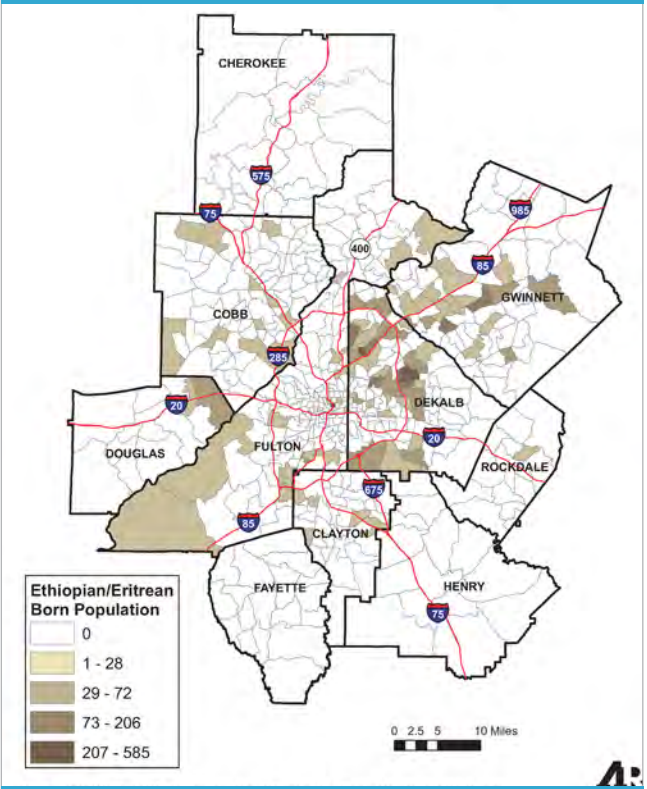 CHEROKEE
575
75
985
400
85
GWINNETT
COBB
285
20
DEKALB
DOUGLAS
FULTON
20
ROCKDALE
675
85
CLAYTON
FAYETTE
HENRY
75
Ethiopian/Eritrean
Born Population
0
1 - 28
29 - 72
73 - 206
207 - 585
0 2.5 5 10 Miles